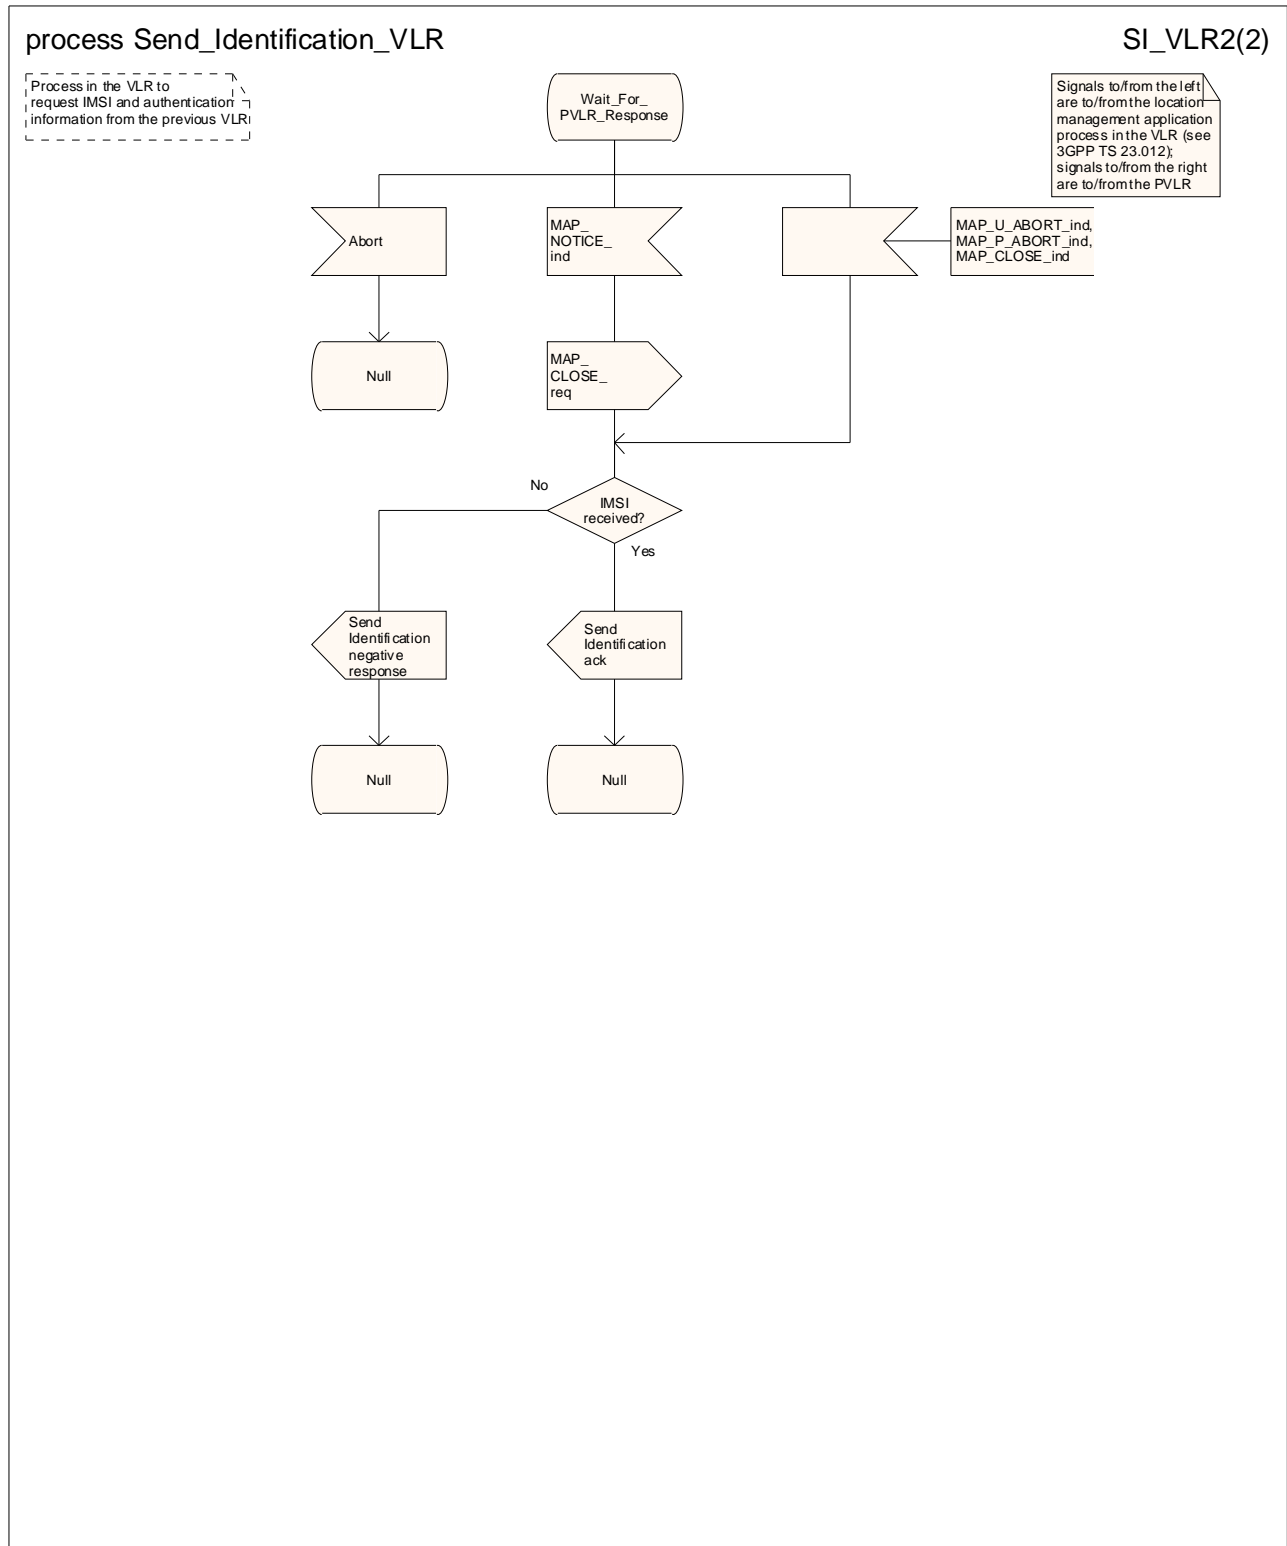 process Send_Identification_VLR
SI_VLR2(2)
Process in the VLR to
request IMSI and authentication
information from the previous VLR
Wait_For_
PVLR_Response
Signals to/from the left
are to/from the location
management application
process in the VLR (see
3GPP TS 23.012);
signals to/from the right
are to/from the PVLR
Abort
MAP_
NOTICE_
ind
MAP_U_ABORT_ind,
MAP_P_ABORT_ind,
MAP_CLOSE_ind
Null
MAP_
CLOSE_
req
No
IMSI
received?
Yes
Send
Identification
negative
response
Send
Identification
ack
Null
Null